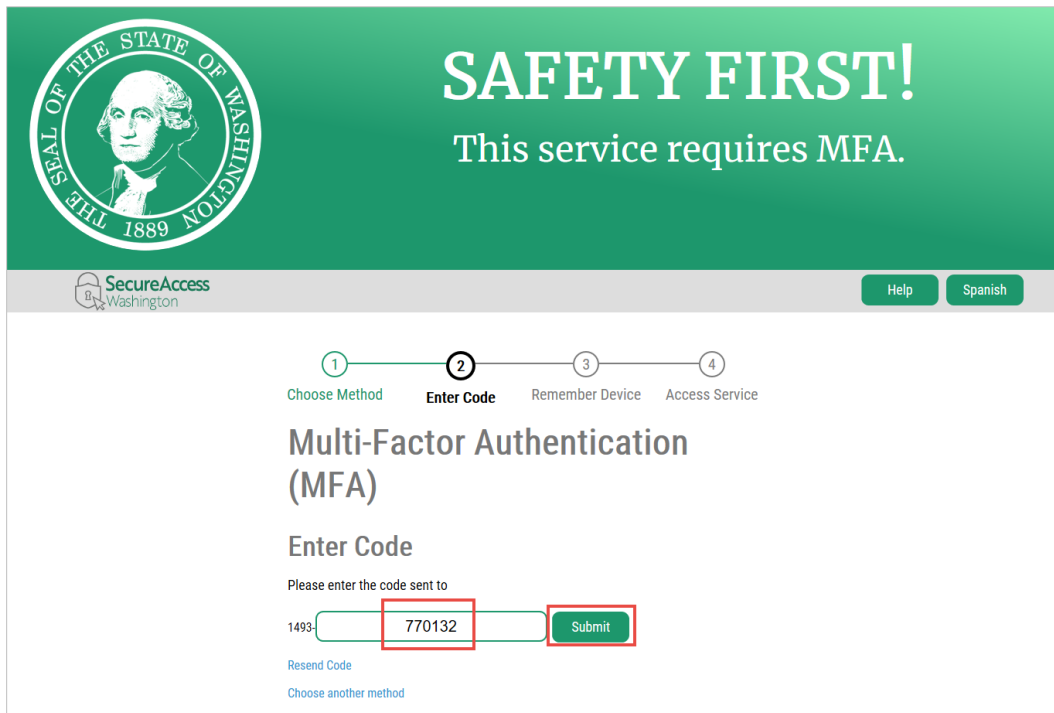 THE SEAL OF THE STATE OF WASHINGTON
1889
SAFETY FIRST!
This service requires MFA.
SecureAccess
Washington
Help
Spanish
1
2
3
4
Choose Method
Enter Code
Remember Device
Access Service
Multi-Factor Authentication
(MFA)
Enter Code
Please enter the code sent to
1493- 770132 Submit
Resend Code
Choose another method